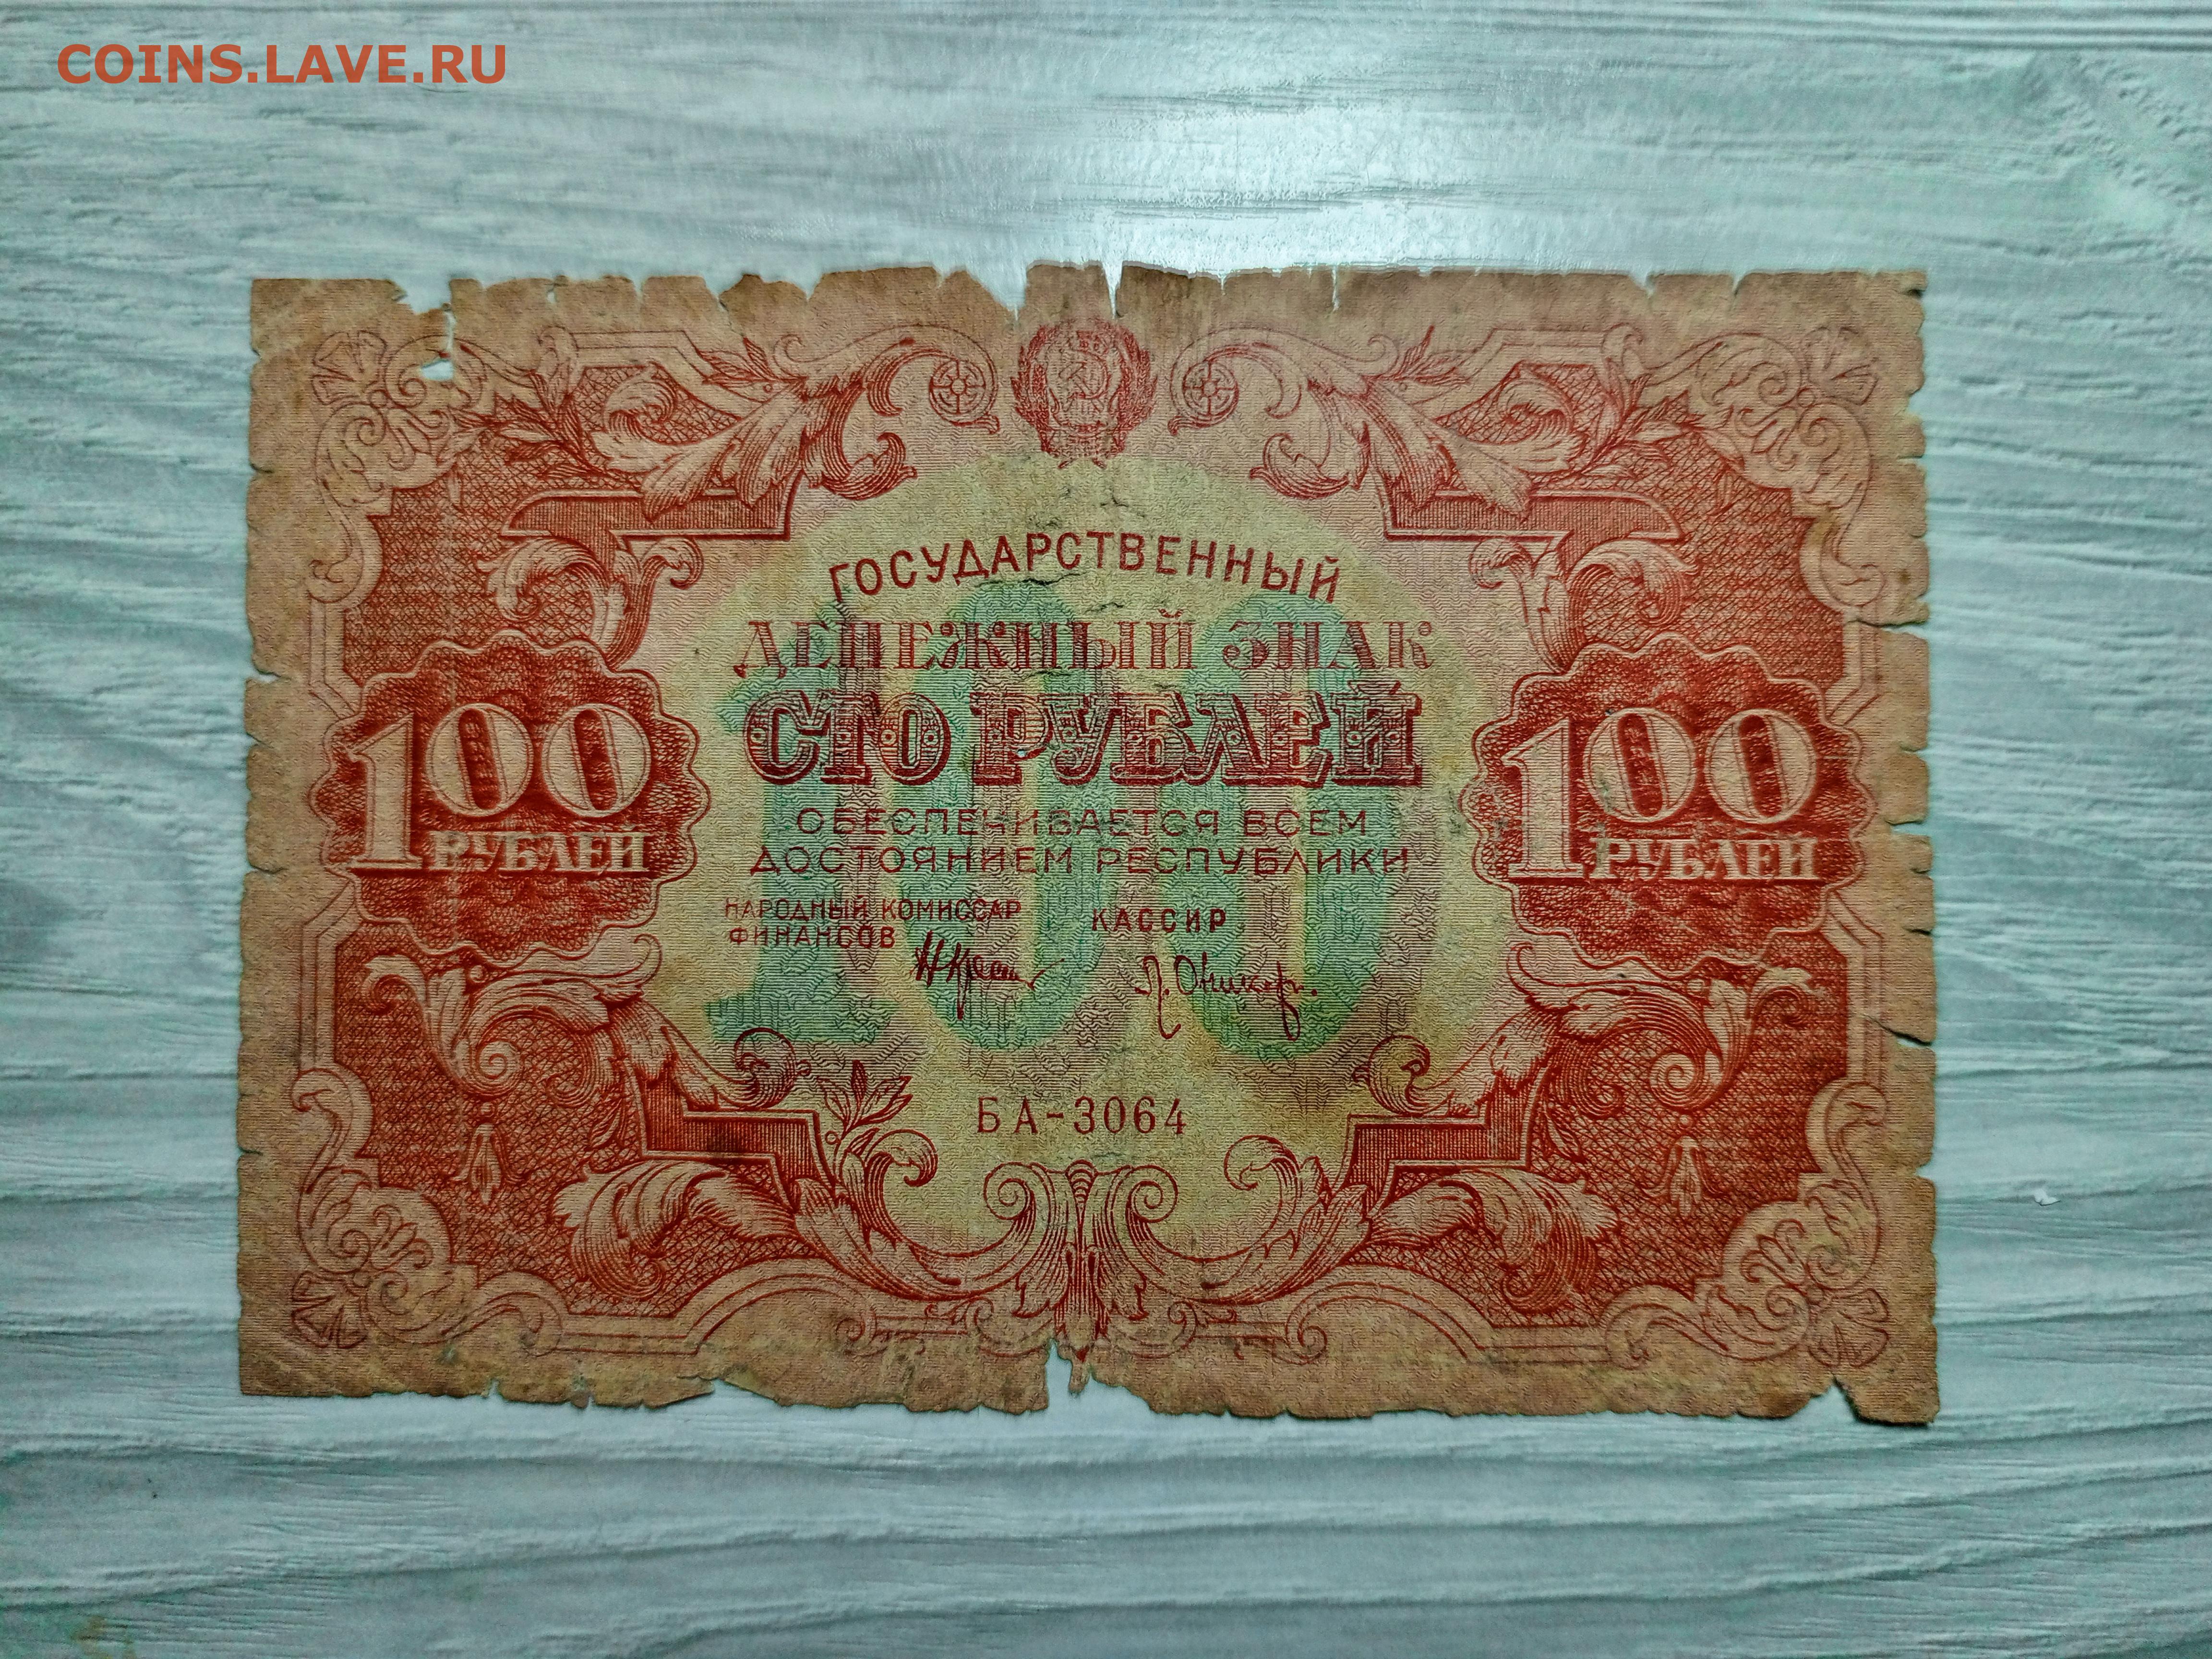 COINS.LAVE.RU
ГОСУДАРСТВЕННЫЙ
ДЕНЕЖНЫЙ ЗНАК
СТО РУБЛЕЙ
100
РУБЛЕЙ
100
РУБЛЕЙ
ОБЕСПЕЧИВАЕТСЯ ВСЕМ
ДОСТОЯНИЕМ РЕСПУБЛИКИ
НАРОДНЫЙ КОМИССАР
ФИНАНСОВ
КАССИР
100
БА-3064